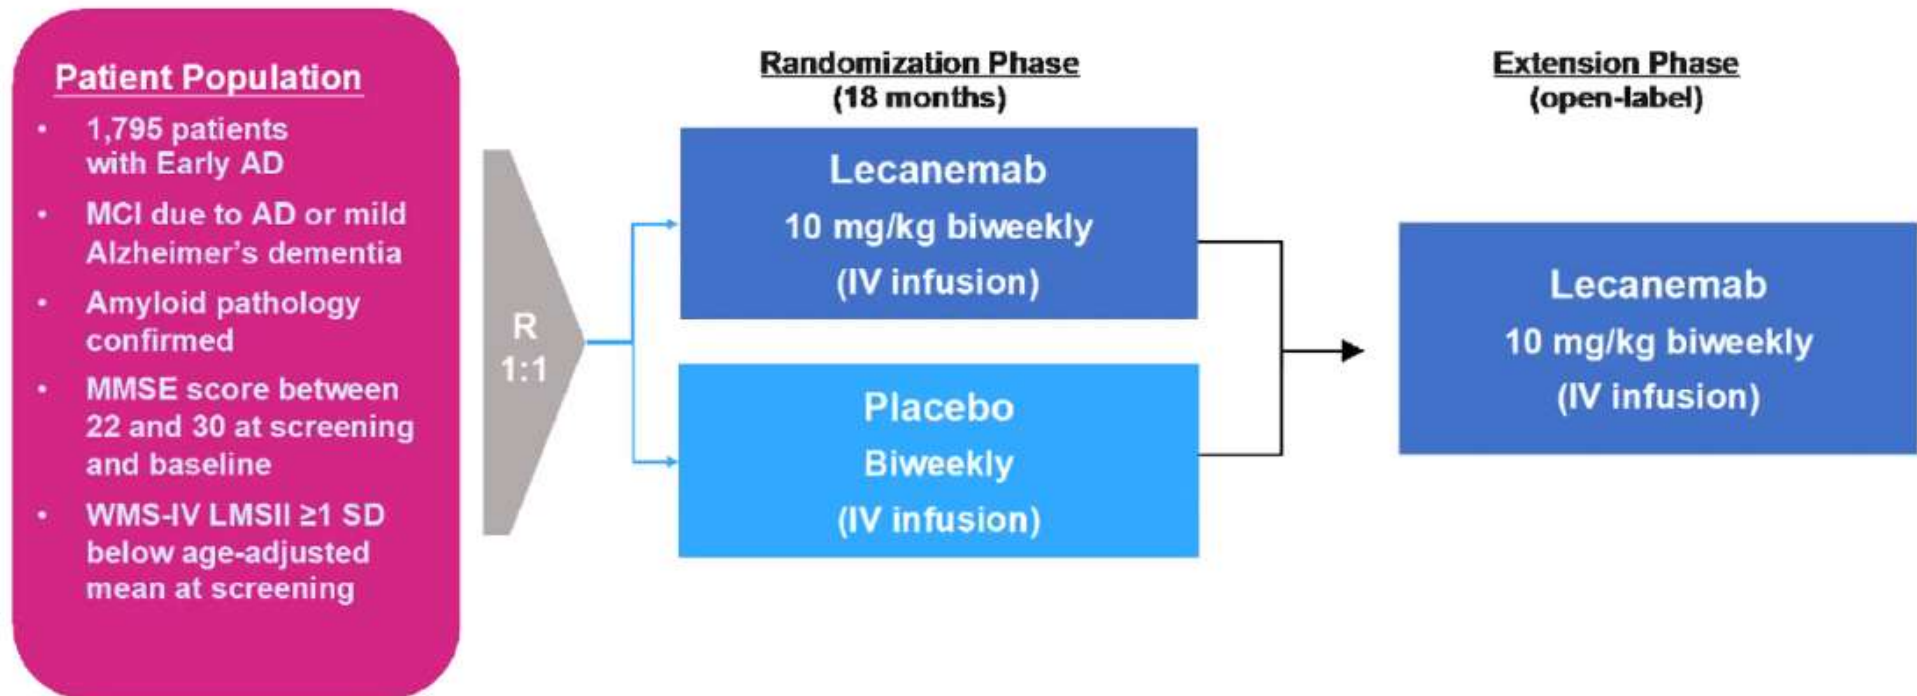 Patient Population
• 1,795 patients
with Early AD
• MCI due to AD or mild
Alzheimer's dementia
• Amyloid pathology
confirmed
• MMSE score between
22 and 30 at screening
and baseline
• WMS-IV LMSII ≥1 SD
below age-adjusted
mean at screening
R
1:1
Randomization Phase
(18 months)
Lecanemab
10 mg/kg biweekly
(IV infusion)
Placebo
Biweekly
(IV infusion)
Extension Phase
(open-label)
Lecanemab
10 mg/kg biweekly
(IV infusion)